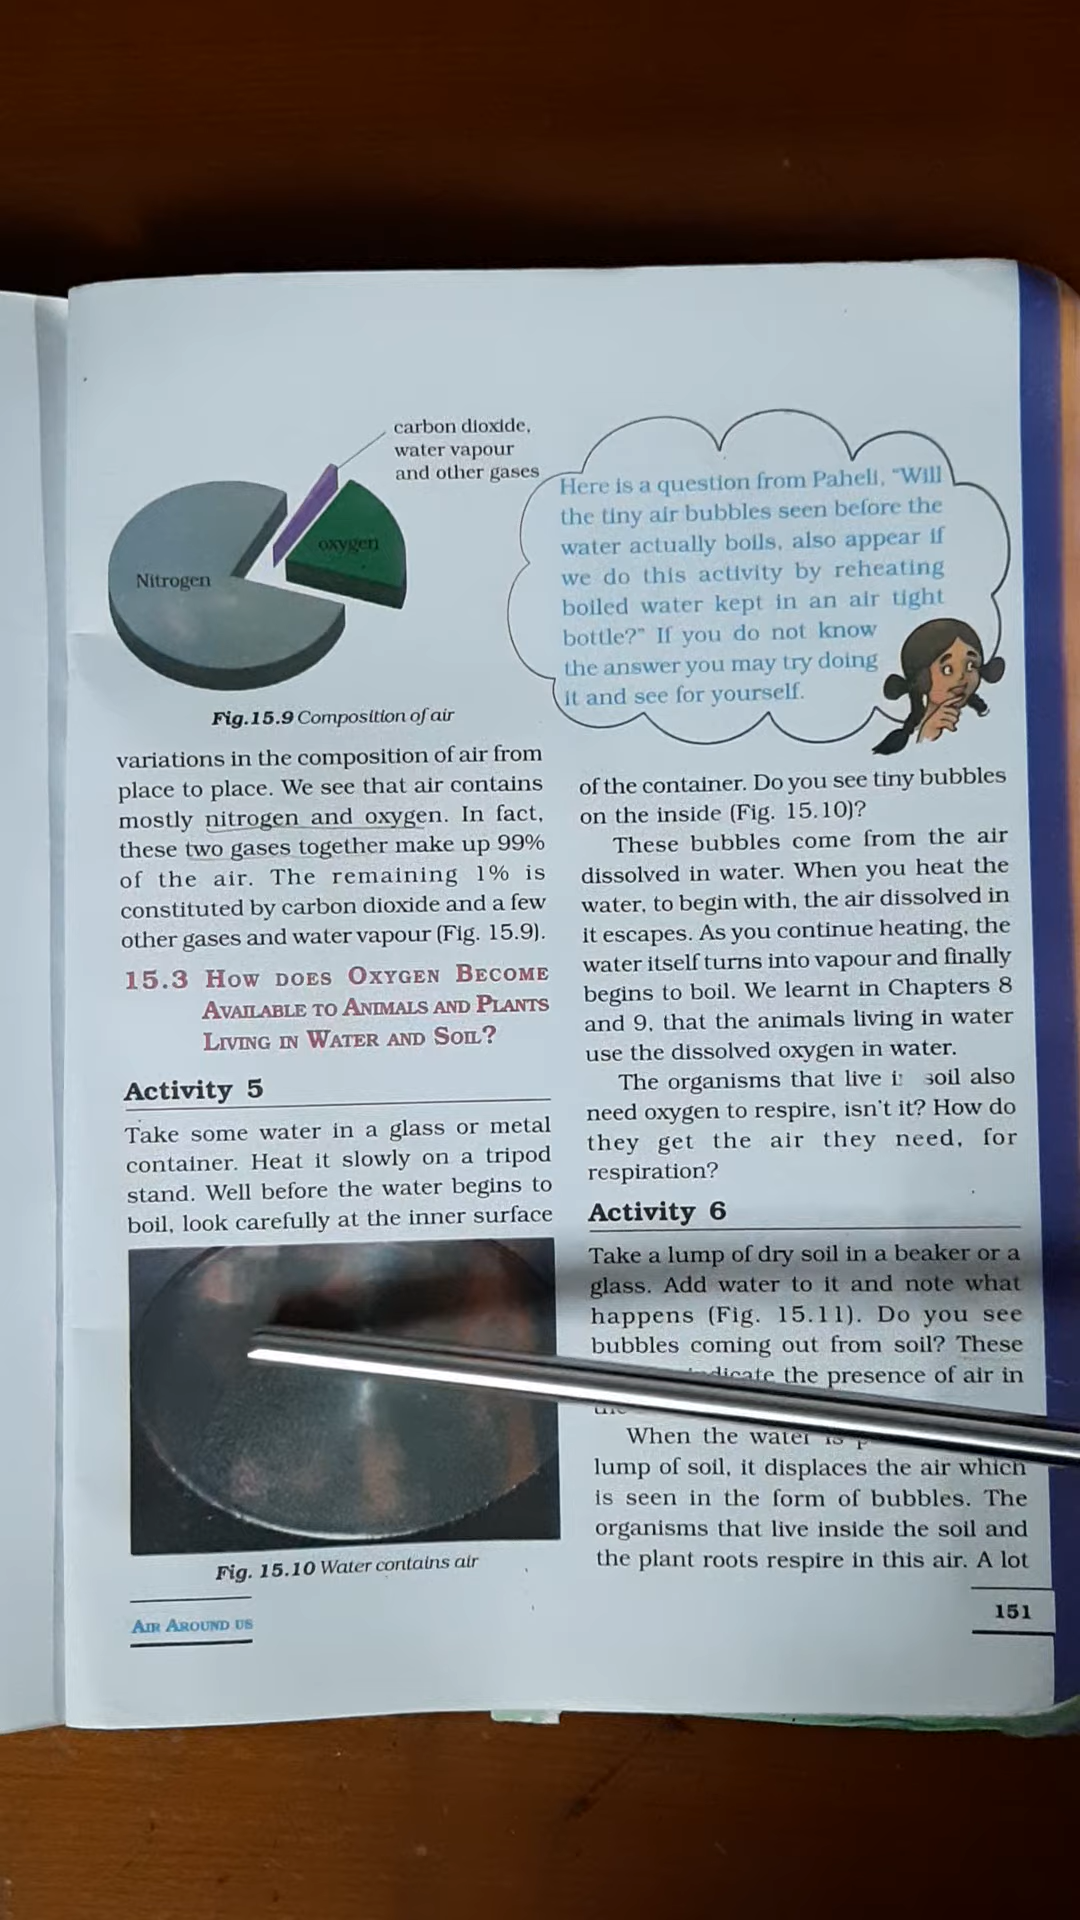 carbon dioxide,
water vapour
and other gases
oxygen
Nitrogen
Fig.15.9 Composition of air
variations in the composition of air from
place to place. We see that air contains
mostly nitrogen and oxygen. In fact,
these two gases together make up 99%
of the air. The remaining 1% is
constituted by carbon dioxide and a few
other gases and water vapour (Fig. 15.9).
15.3 HOW DOES OXYGEN BECOME
AVAILABLE TO ANIMALS AND PLANTS
LIVING IN WATER AND SOIL?
Activity 5
Take some water in a glass or metal
container. Heat it slowly on a tripod
stand. Well before the water begins to
boil, look carefully at the inner surface
Fig. 15.10 Water contains air
Here is a question from Paheli, "Will
the tiny air bubbles seen before the
water actually boils, also appear if
we do this activity by reheating
boiled water kept in an air tight
bottle?" If you do not know
the answer you may try doing
it and see for yourself.
of the container. Do you see tiny bubbles
on the inside (Fig. 15.10)?
These bubbles come from the air
dissolved in water. When you heat the
water, to begin with, the air dissolved in
it escapes. As you continue heating, the
water itself turns into vapour and finally
begins to boil. We learnt in Chapters 8
and 9, that the animals living in water
use the dissolved oxygen in water.
The organisms that live soil also
need oxygen to respire, isn't it? How do
they get the air they need, for
respiration?
Activity 6
Take a lump of dry soil in a beaker or a
glass. Add water to it and note what
happens (Fig. 15.11). Do you see
bubbles coming out from soil? These
the presence of air in
When the water is
lump of soil, it displaces the air which
is seen in the form of bubbles. The
organisms that live inside the soil and
the plant roots respire in this air. A lot
AIR AROUND US
151